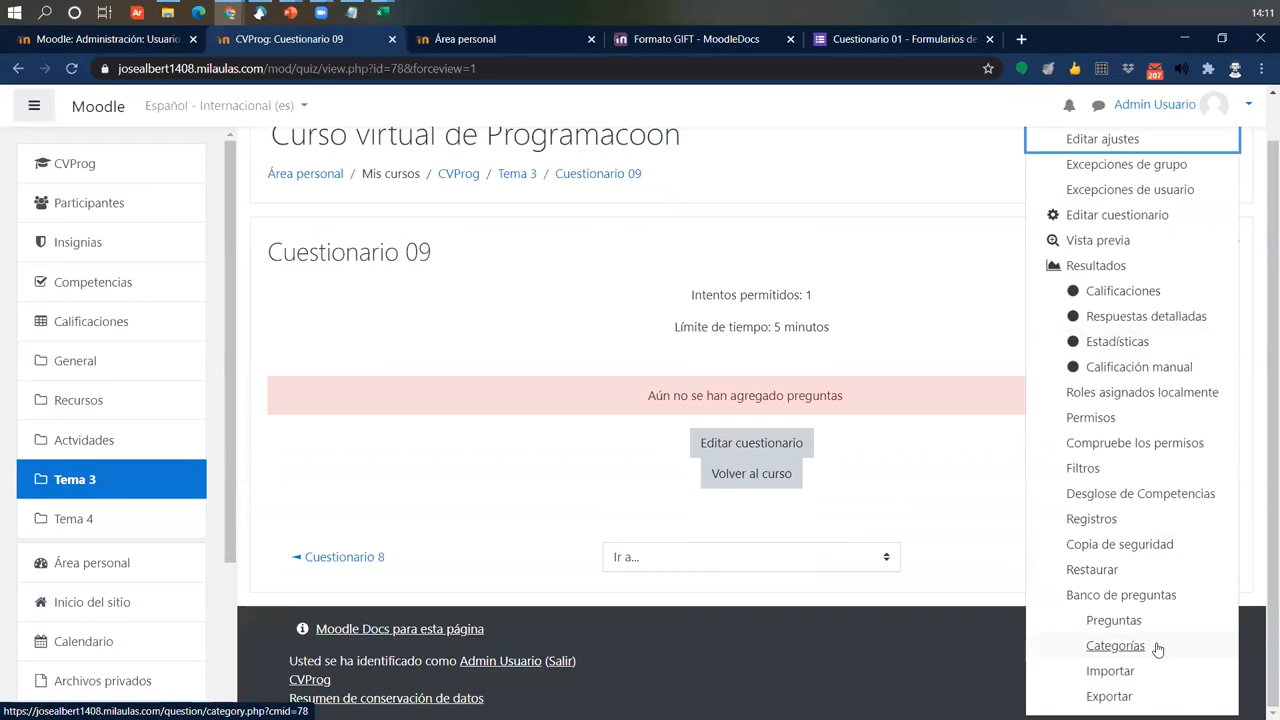 14:11
Moodle: Administración: Usuario
CVProg: Cuestionario 09
Área personal
Formato GIFT - MoodleDocs
Cuestionario 01 - Formularios de
josealbert1408.milaulas.com/mod/quiz/view.php?id=78&forceview=1
207
Moodle
Español - Internacional (es)
Admin Usuario
CVProg
Participantes
Insignias
Competencias
Calificaciones
General
Recursos
Actvidades
Tema 3
Tema 4
Área personal
Inicio del sitio
Calendario
Archivos privados
Curso virtual de Programacoon
Área personal / Mis cursos / CVProg / Tema 3 / Cuestionario 09
Cuestionario 09
Intentos permitidos: 1
Límite de tiempo: 5 minutos
Aún no se han agregado preguntas
Editar cuestionario
Volver al curso
◄ Cuestionario 8
Ir a...
Moodle Docs para esta página
Usted se ha identificado como Admin Usuario (Salir)
CVProg
Resumen de conservación de datos
Editar ajustes
Excepciones de grupo
Excepciones de usuario
Editar cuestionario
Vista previa
Resultados
Calificaciones
Respuestas detalladas
Estadísticas
Calificación manual
Roles asignados localmente
Permisos
Compruebe los permisos
Filtros
Desglose de Competencias
Registros
Copia de seguridad
Restaurar
Banco de preguntas
Preguntas
Categorías
Importar
Exportar
https://josealbert1408.milaulas.com/question/category.php?cmid=78